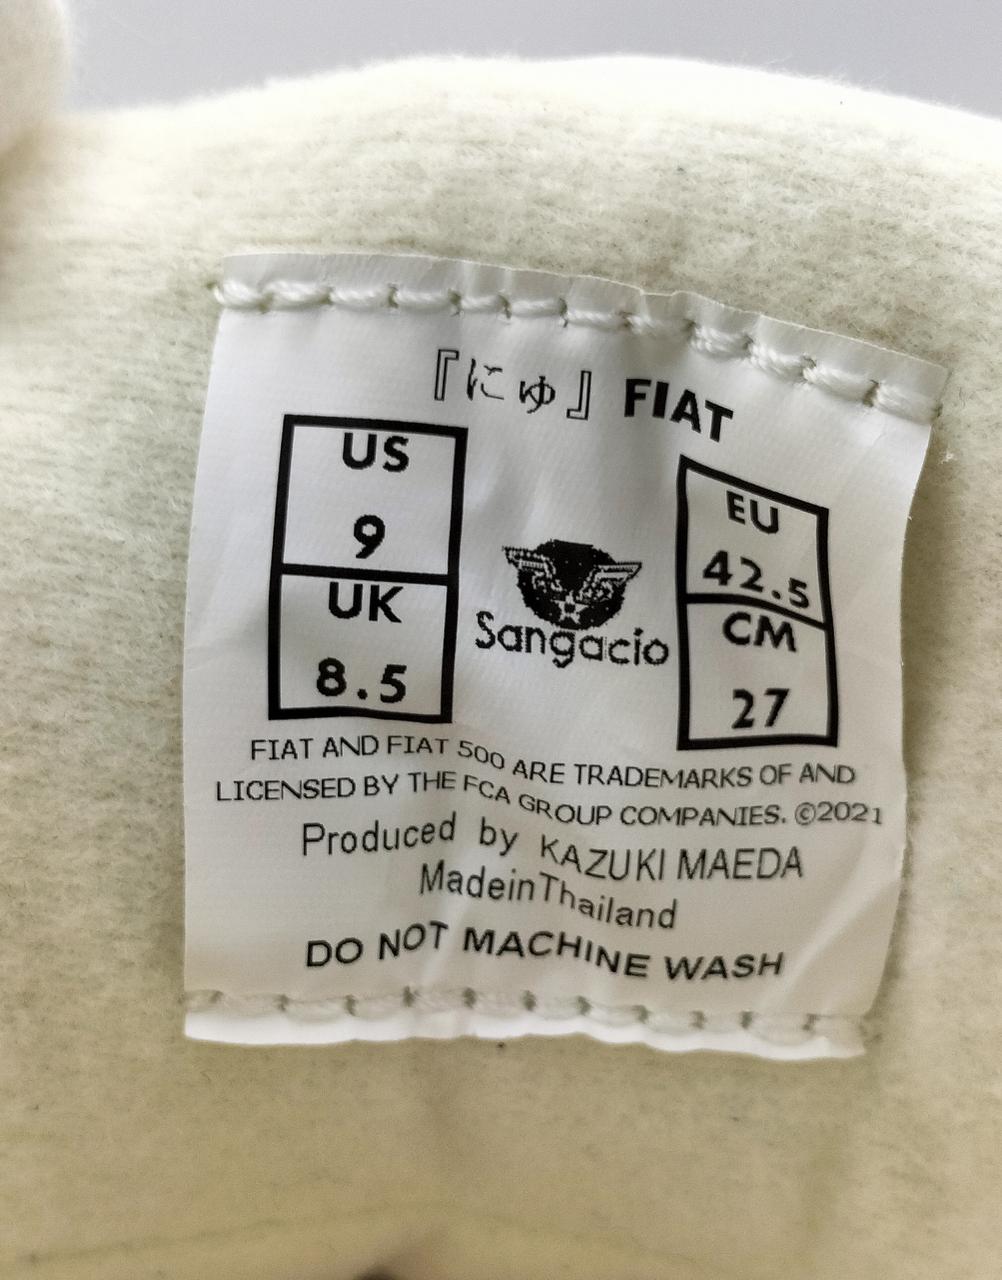 『にゅ』 FIAT
US
9
UK
8.5
Sangacio
EU
42.5
CM
27
FIAT AND FIAT 500 ARE TRADEMARKS OF AND
LICENSED BY THE FCA GROUP COMPANIES. ©2021
Produced by KAZUKI MAEDA
MadeinThailand
DO NOT MACHINE WASH